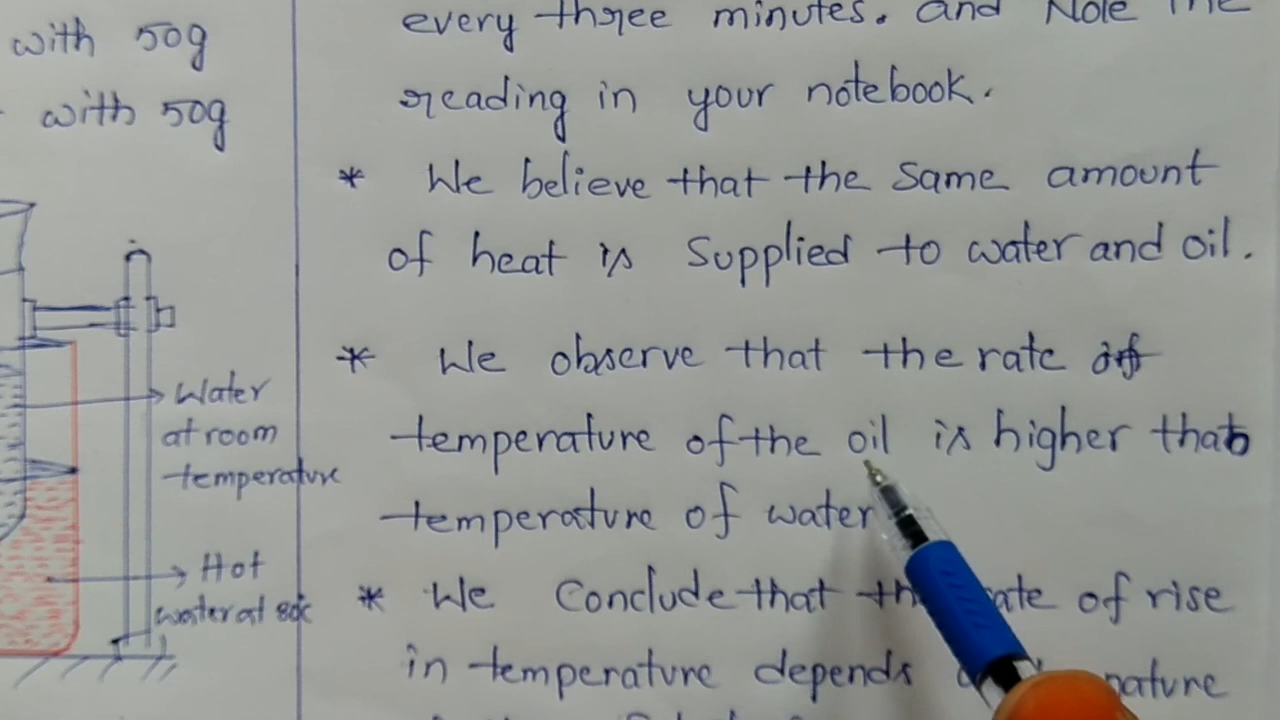 with 50g
with 50g
Water
at room
temperature
Hot
water at 80c
every three minutes. and Note The
reading in your notebook.
* We believe that the same amount
of heat is Supplied to water and oil.
* We observe that the rate of
temperature of the oil is higher than
temperature of water
* We Conclude that the rate of rise
in temperature depends nature